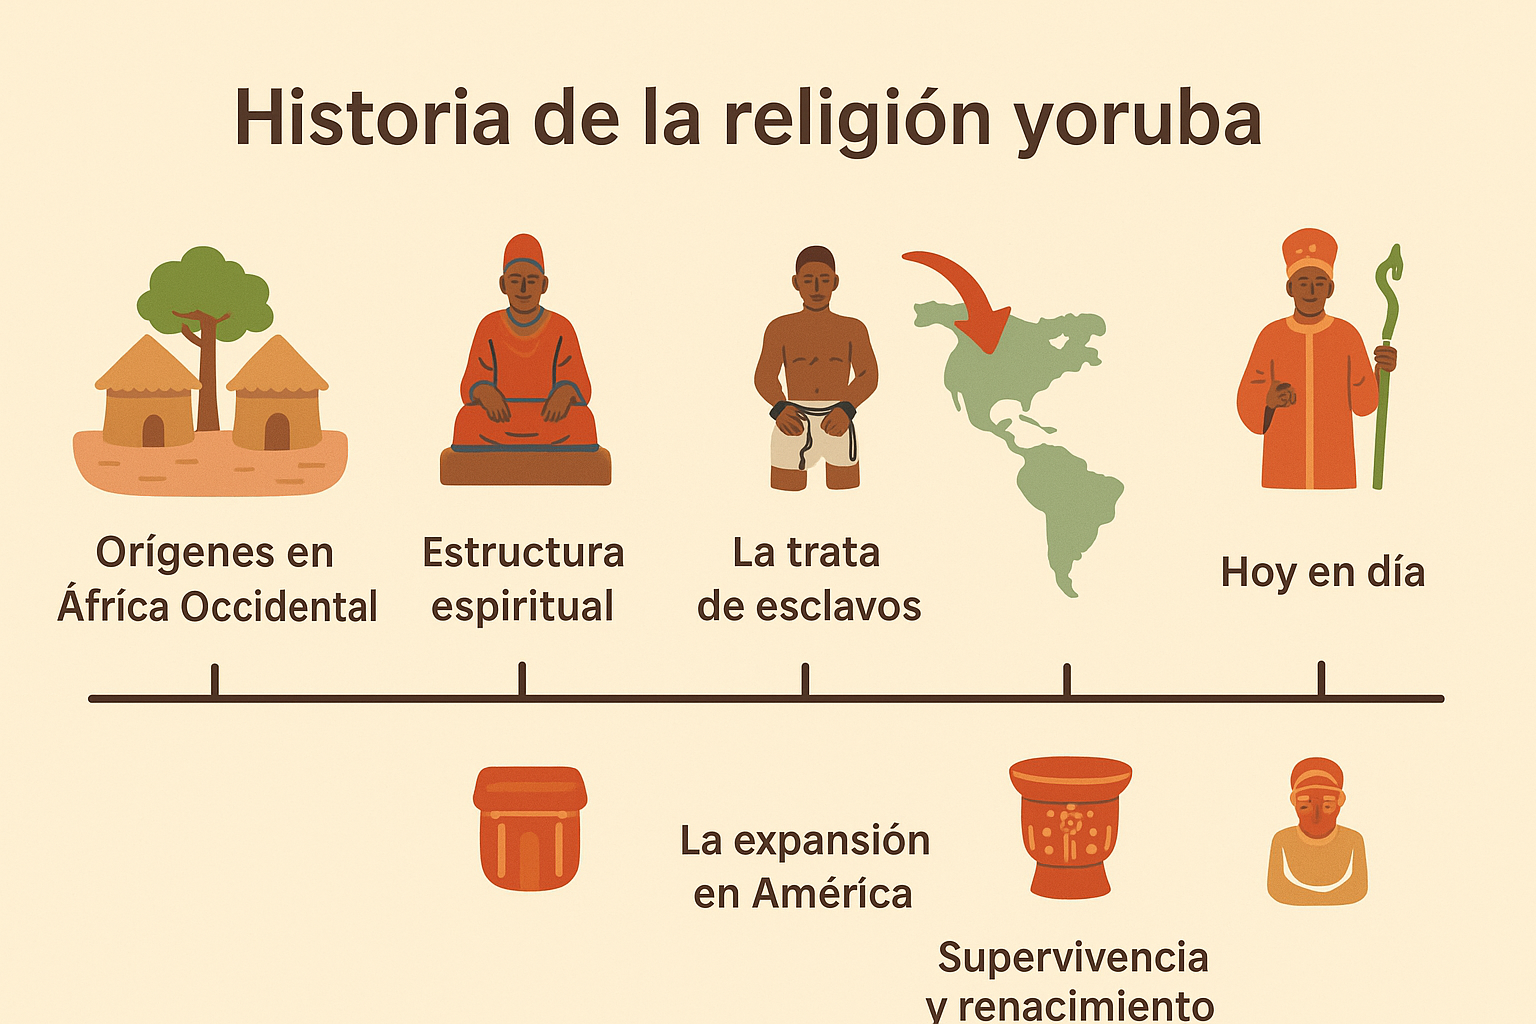 Historia de la religión yoruba
Orígenes en
Áfríca Occidental
Estructura
espiritual
La trata
de esclavos
Hoy en día
La expansión
en Améríca
Supervivencia
y renacimiento